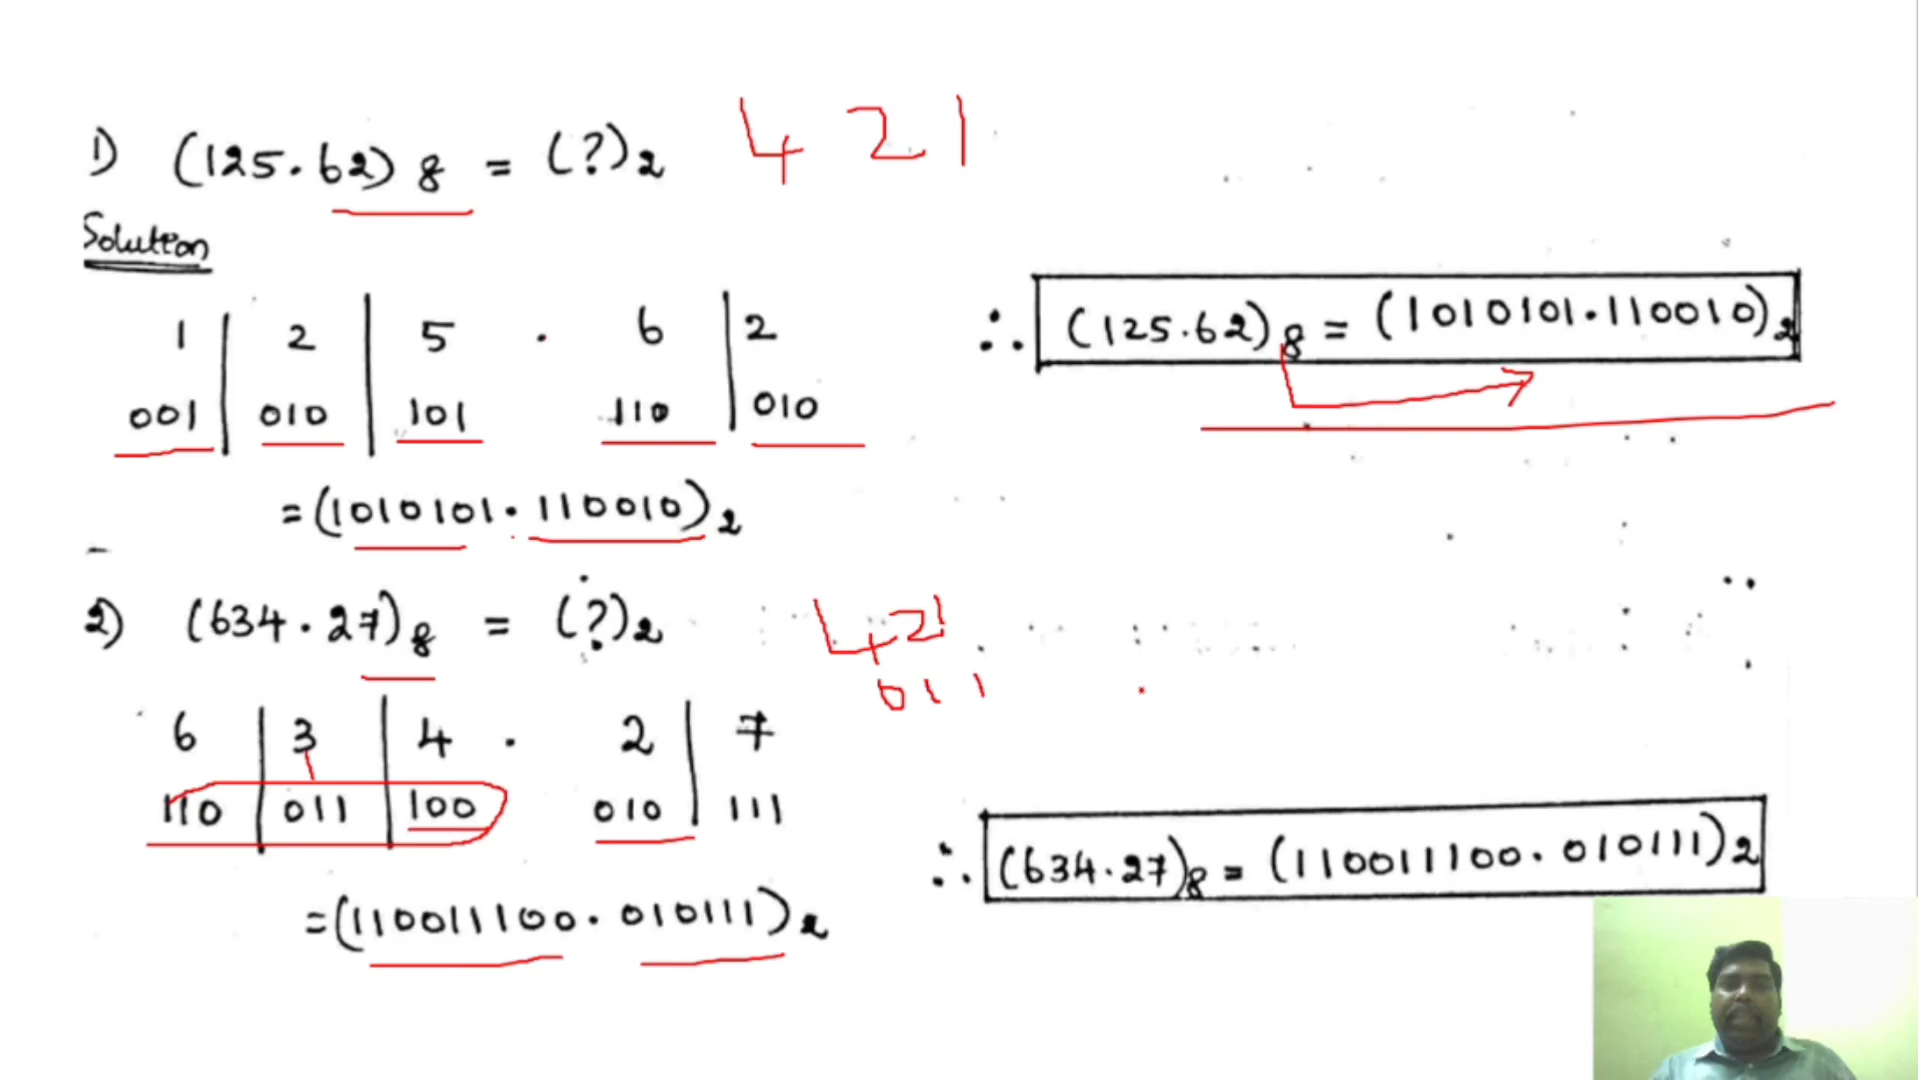 1) (125.62)8 = (?)2 4 2 1
Solution
1 | 2 | 5 . 6 | 2
001 | 010 | 101 110 | 010
∴ (125.62)8 = (1010101.110010)2
= (1010101.110010)2
2) (634.27)8 = (?)2 4 2 1
0 1 1
6 | 3 | 4 . 2 | 7
110 | 011 | 100 010 | 111
∴ (634.27)8 = (110011100.010111)2
= (110011100.010111)2